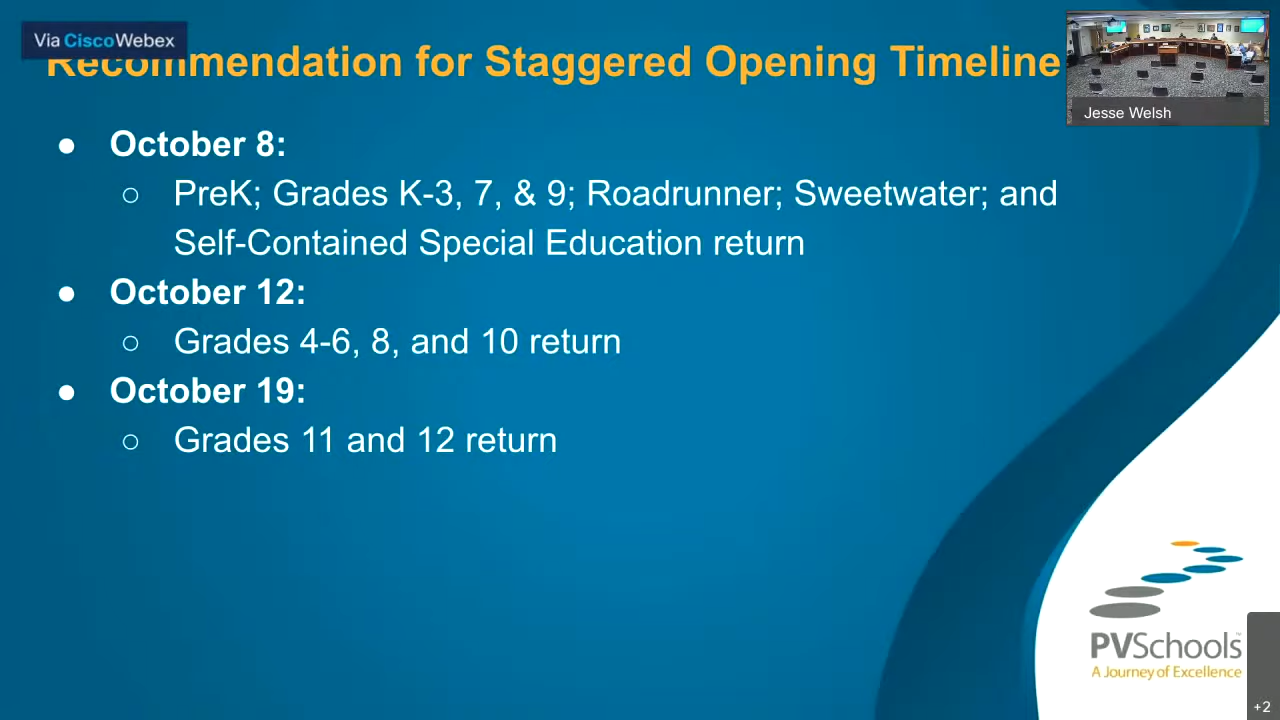 Via CiscoWebex
Recommendation for Staggered Opening Timeline
Jesse Welsh
● October 8:
○ PreK; Grades K-3, 7, & 9; Roadrunner; Sweetwater; and
Self-Contained Special Education return
● October 12:
○ Grades 4-6, 8, and 10 return
● October 19:
○ Grades 11 and 12 return
PVSchools™
A Journey of Excellence
+2